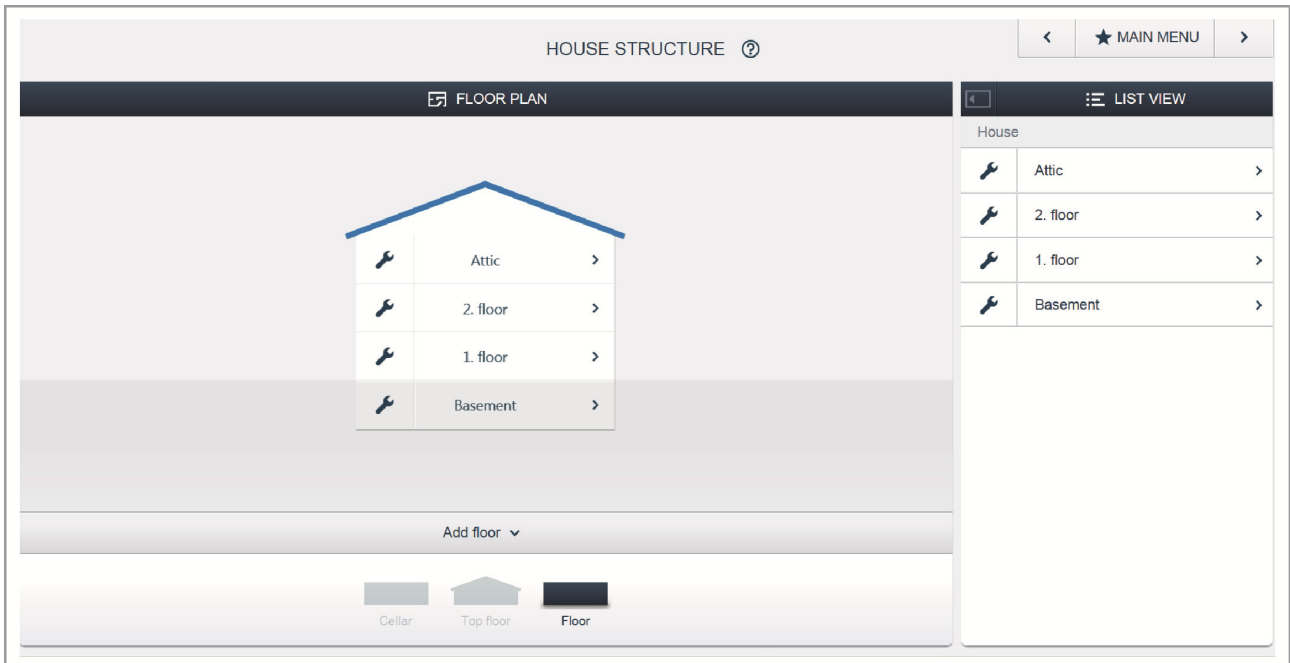 HOUSE STRUCTURE
MAIN MENU
FLOOR PLAN
Attic
2. floor
1. floor
Basement
Add floor
Cellar
Top floor
Floor
LIST VIEW
House
Attic
2. floor
1. floor
Basement